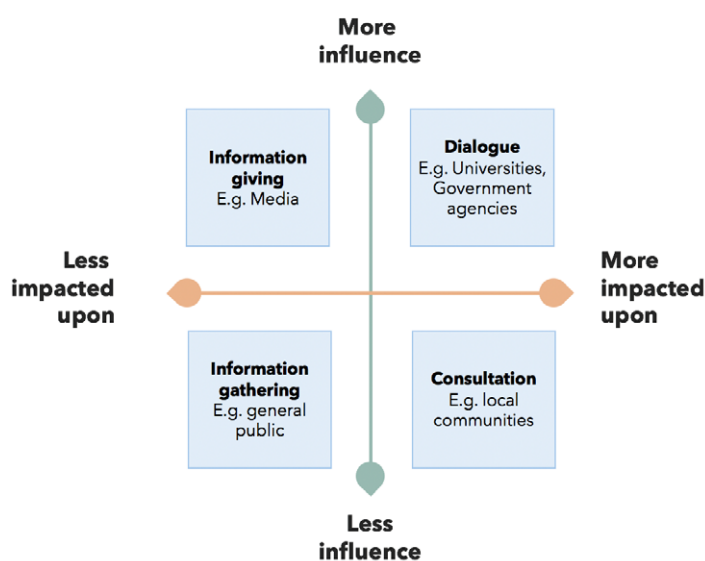 More
influence
Information
giving
E.g. Media
Dialogue
E.g. Universities,
Government
agencies
Less
impacted
upon
More
impacted
upon
Information
gathering
E.g. general
public
Consultation
E.g. local
communities
Less
influence